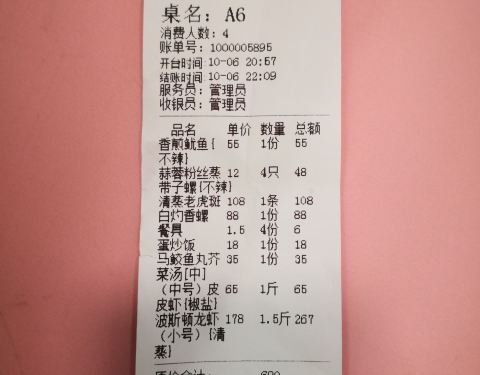 桌名：A6
消费人数：4
账单号：1000005895
开台时间：10-06 20:57
结账时间：10-06 22:09
服务员：管理员
收银员：管理员
品名 单价 数量 总额
香煎鱿鱼{ 55 1份 55
不辣}
蒜蓉粉丝蒸 12 4只 48
带子螺{不辣}
清蒸老虎斑 108 1条 108
白灼香螺 88 1份 88
餐具 1.5 4份 6
蛋炒饭 18 1份 18
马鲛鱼丸芥 35 1份 35
菜汤[中]
（中号）皮 65 1斤 65
皮虾{椒盐}
波斯顿龙虾 178 1.5斤 267
（小号）{清
蒸}